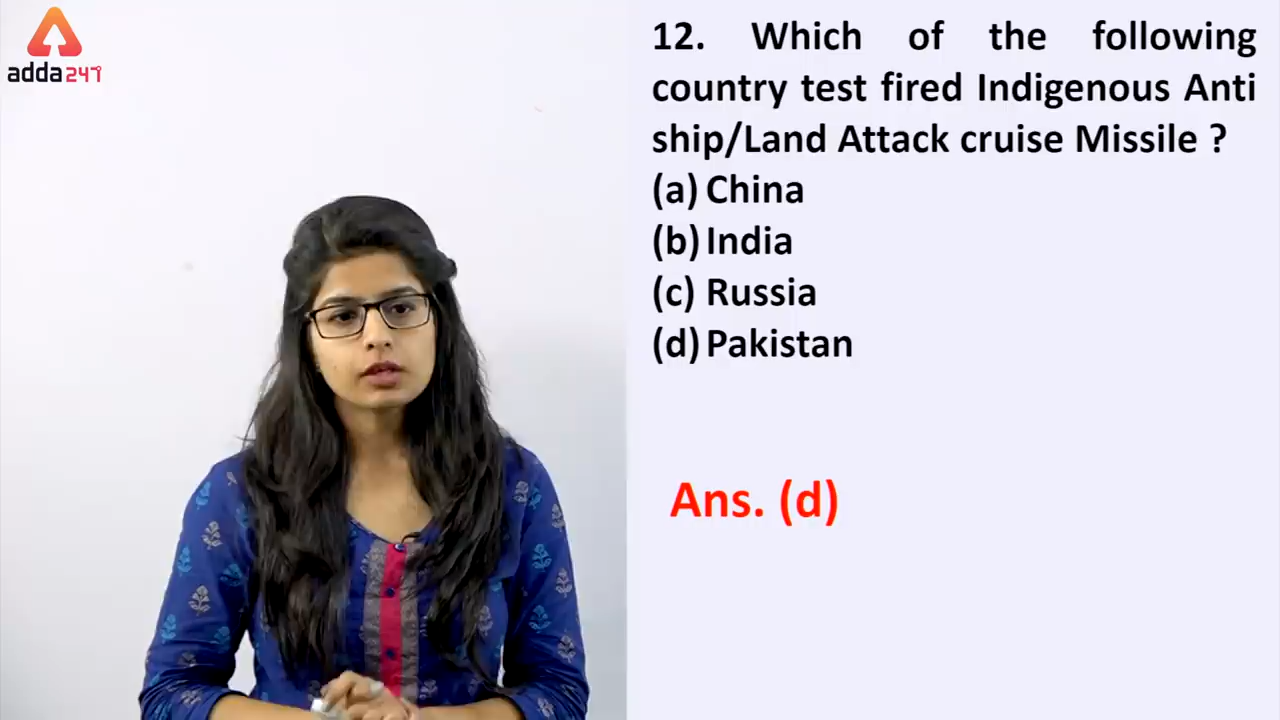 adda247
12. Which of the following
country test fired Indigenous Anti
ship/Land Attack cruise Missile ?
(a) China
(b) India
(c) Russia
(d) Pakistan
Ans. (d)